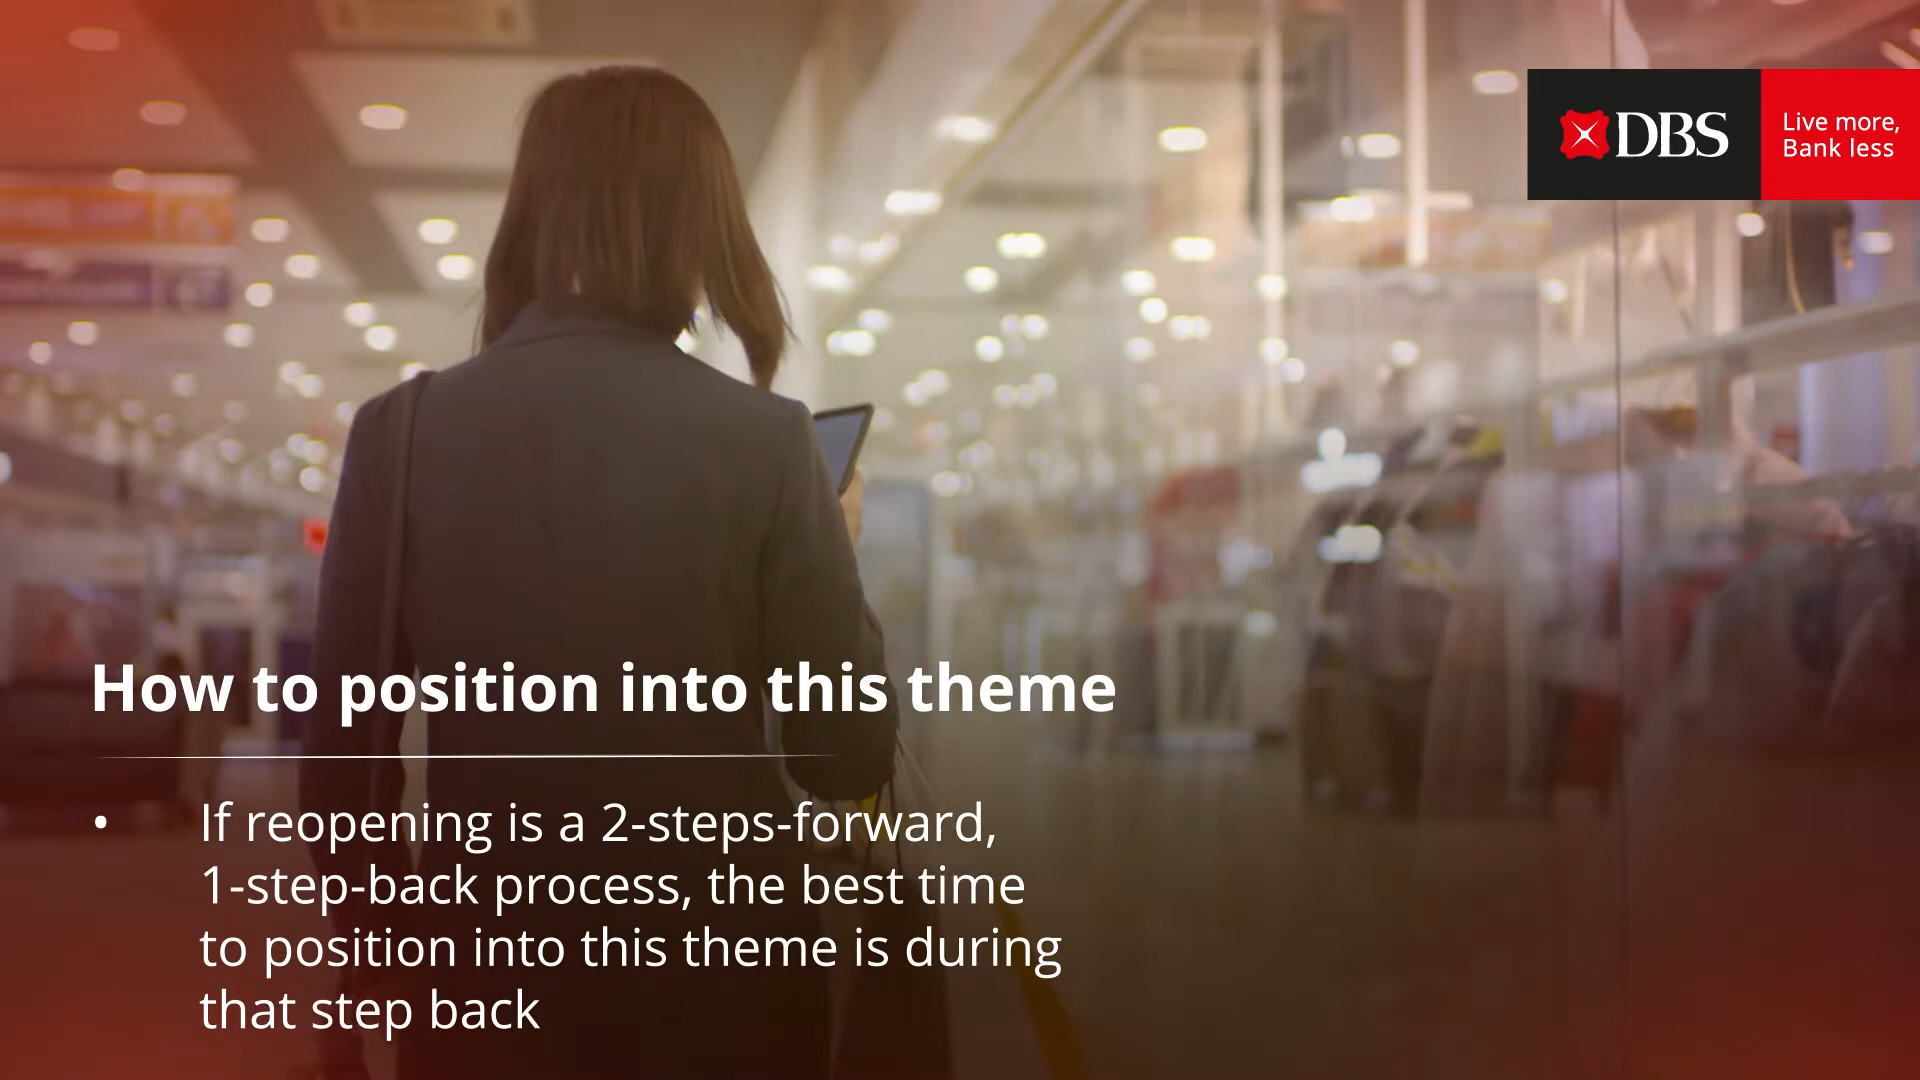 DBS
Live more,
Bank less
How to position into this theme
• If reopening is a 2-steps-forward,
1-step-back process, the best time
to position into this theme is during
that step back